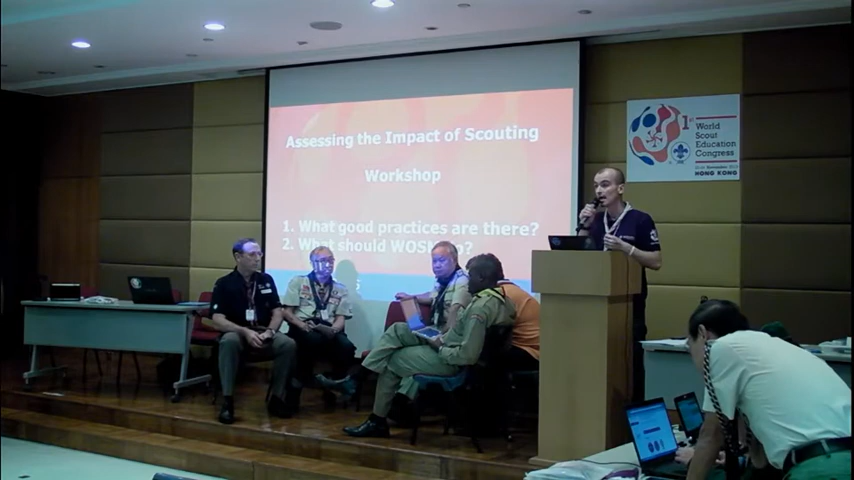 Assessing the Impact of Scouting
Workshop
1. What good practices are there?
2. What should
1st
World
Scout
Education
Congress
HONG KONG